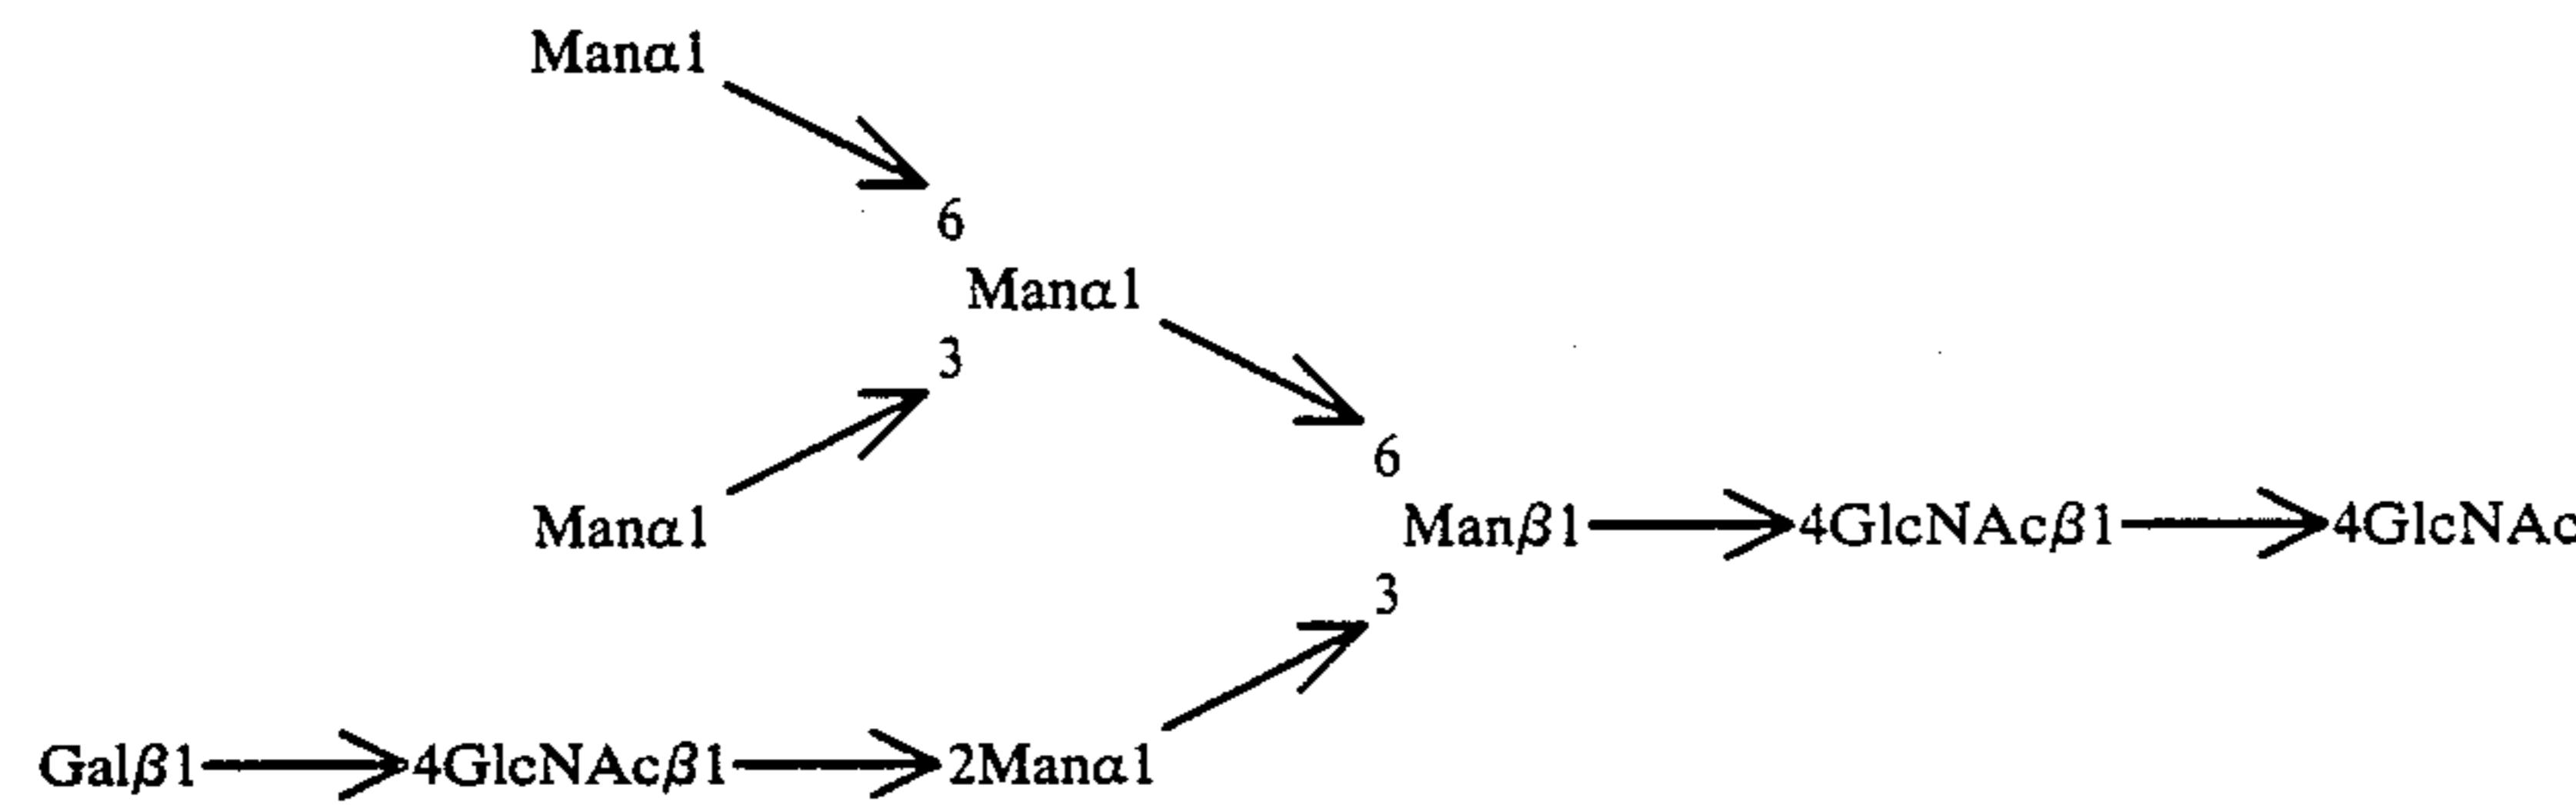 Manα1
6
Manα1
3
Manα1
6
Manβ1 4GlcNAcβ1 4GlcNAc
3
Galβ1 4GlcNAcβ1 2Manα1